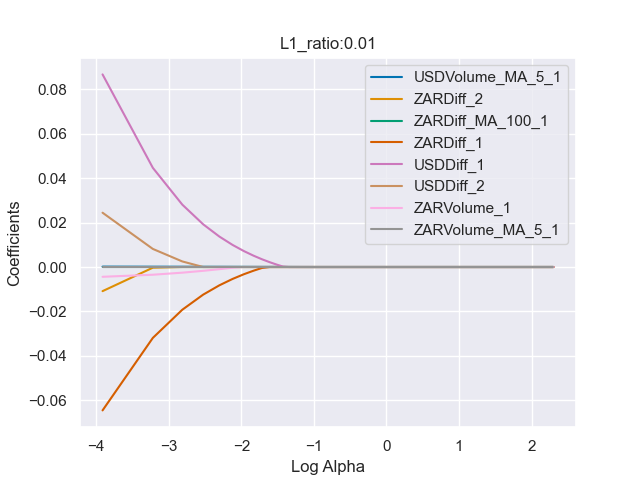 L1_ratio:0.01
0.08
0.06
0.04
0.02
0.00
−0.02
−0.04
−0.06
Coefficients
USDVolume_MA_5_1
ZARDiff_2
ZARDiff_MA_100_1
ZARDiff_1
USDDiff_1
USDDiff_2
ZARVolume_1
ZARVolume_MA_5_1
−4 −3 −2 −1 0 1 2
Log Alpha